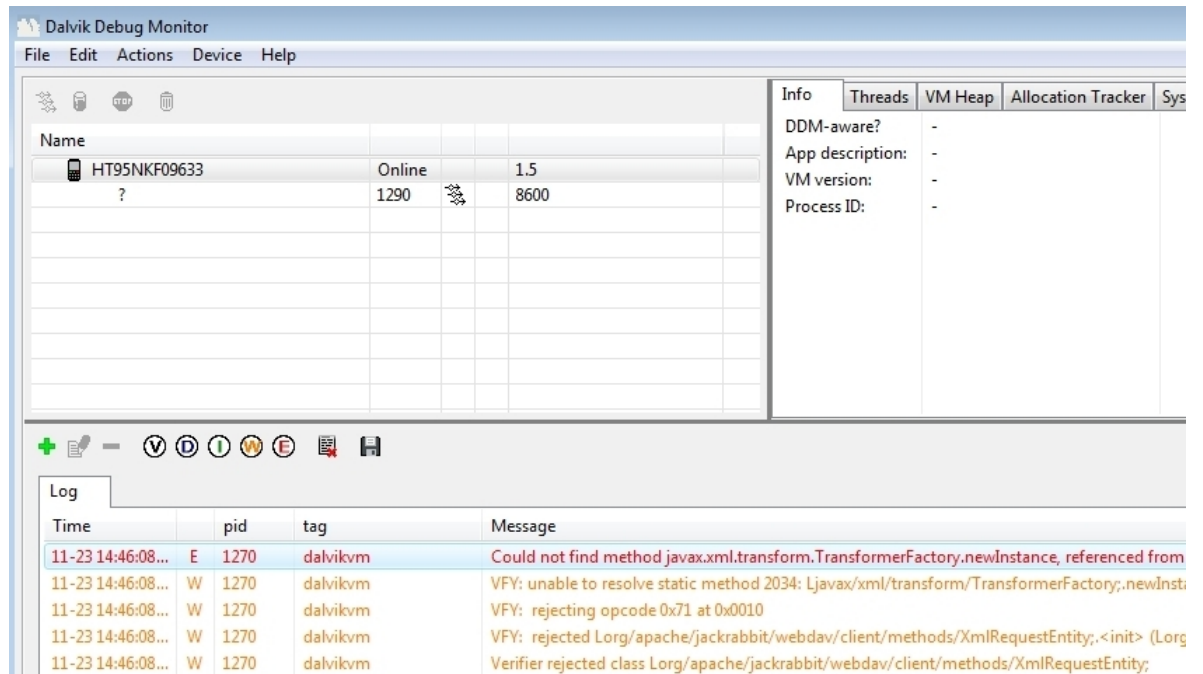 Dalvik Debug Monitor
File Edit Actions Device Help
Name
HT95NKF09633 Online 1.5
? 1290 8600
Info Threads VM Heap Allocation Tracker Sys
DDM-aware? -
App description: -
VM version: -
Process ID: -
V D I W E
Log
Time pid tag Message
11-23 14:46:08... E 1270 dalvikvm Could not find method javax.xml.transform.TransformerFactory.newInstance, referenced from
11-23 14:46:08... W 1270 dalvikvm VFY: unable to resolve static method 2034: Ljavax/xml/transform/TransformerFactory;.newInsta
11-23 14:46:08... W 1270 dalvikvm VFY: rejecting opcode 0x71 at 0x0010
11-23 14:46:08... W 1270 dalvikvm VFY: rejected Lorg/apache/jackrabbit/webdav/client/methods/XmlRequestEntity;.<init> (Lorg
11-23 14:46:08... W 1270 dalvikvm Verifier rejected class Lorg/apache/jackrabbit/webdav/client/methods/XmlRequestEntity;